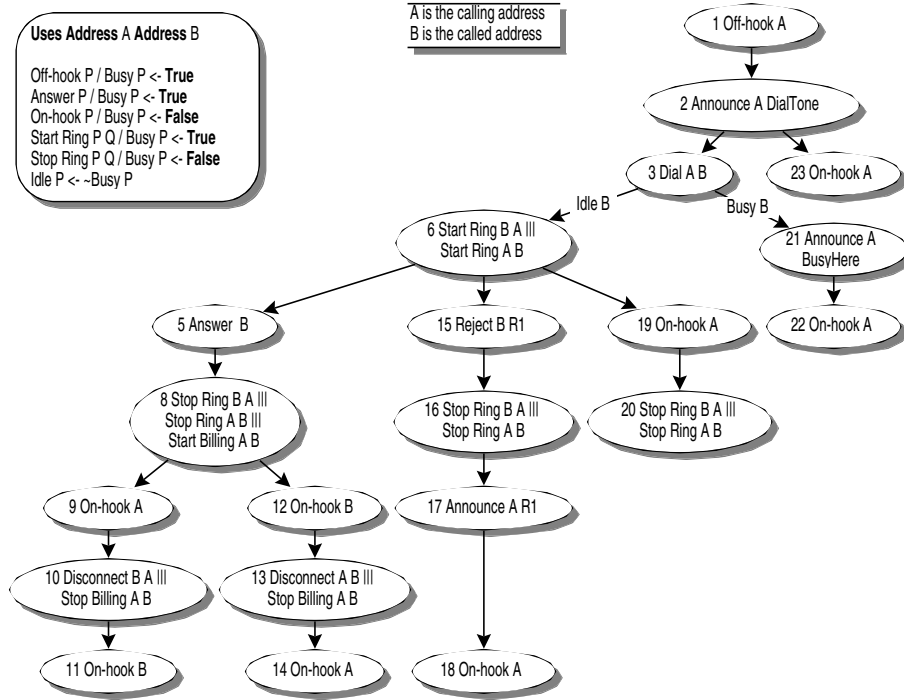 Uses Address A Address B
Off-hook P / Busy P <- True
Answer P / Busy P <- True
On-hook P / Busy P <- False
Start Ring P Q / Busy P <- True
Stop Ring P Q / Busy P <- False
Idle P <- ~Busy P
A is the calling address
B is the called address
1 Off-hook A
2 Announce A DialTone
3 Dial A B
23 On-hook A
Idle B
Busy B
6 Start Ring B A |||
Start Ring A B
21 Announce A
BusyHere
5 Answer B
15 Reject B R1
19 On-hook A
22 On-hook A
8 Stop Ring B A |||
Stop Ring A B |||
Start Billing A B
16 Stop Ring B A |||
Stop Ring A B
20 Stop Ring B A |||
Stop Ring A B
9 On-hook A
12 On-hook B
17 Announce A R1
10 Disconnect B A |||
Stop Billing A B
13 Disconnect A B |||
Stop Billing A B
11 On-hook B
14 On-hook A
18 On-hook A